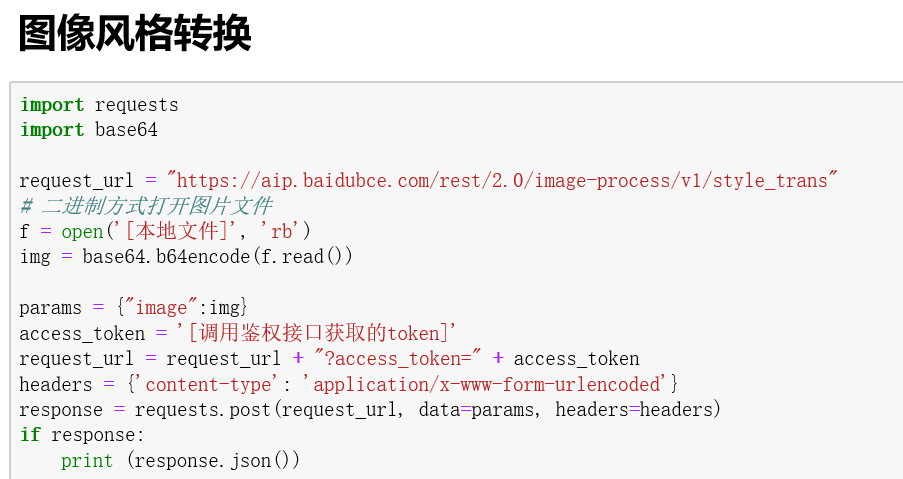 图像风格转换
import requests
import base64
request_url = "https://aip.baidubce.com/rest/2.0/image-process/v1/style_trans"
# 二进制方式打开图片文件
f = open('[本地文件]', 'rb')
img = base64.b64encode(f.read())
params = {"image":img}
access_token = '[调用鉴权接口获取的token]'
request_url = request_url + "?access_token=" + access_token
headers = {'content-type': 'application/x-www-form-urlencoded'}
response = requests.post(request_url, data=params, headers=headers)
if response:
    print (response.json())